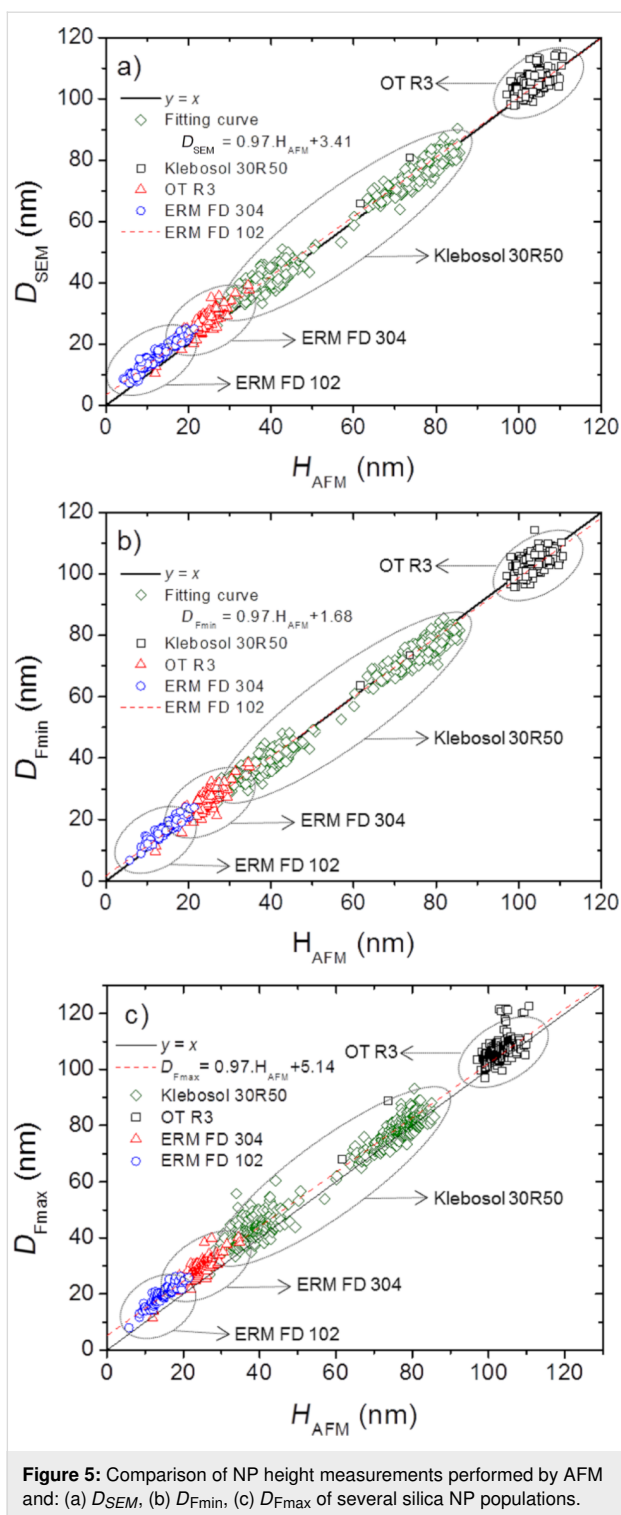 120
100
80
60
40
20
0
D_SEM (nm)
a)
y = x
Fitting curve
D_SEM = 0.97.H_AFM+3.41
Klebosol 30R50
OT R3
ERM FD 304
ERM FD 102
OT R3
Klebosol 30R50
ERM FD 304
ERM FD 102
0 20 40 60 80 100 120
H_AFM (nm)
120
100
80
60
40
20
0
D_Fmin (nm)
b)
y = x
Fitting curve
D_Fmin = 0.97.H_AFM+1.68
Klebosol 30R50
OT R3
ERM FD 304
ERM FD 102
OT R3
Klebosol 30R50
ERM FD 304
ERM FD 102
0 20 40 60 80 100 120
H_AFM (nm)
120
100
80
60
40
20
0
D_Fmax (nm)
c)
y = x
D_Fmax = 0.97.H_AFM+5.14
Klebosol 30R50
OT R3
ERM FD 304
ERM FD 102
OT R3
Klebosol 30R50
ERM FD 304
ERM FD 102
0 20 40 60 80 100 120
H_AFM (nm)
Figure 5: Comparison of NP height measurements performed by AFM
and: (a) D_SEM, (b) D_Fmin, (c) D_Fmax of several silica NP populations.